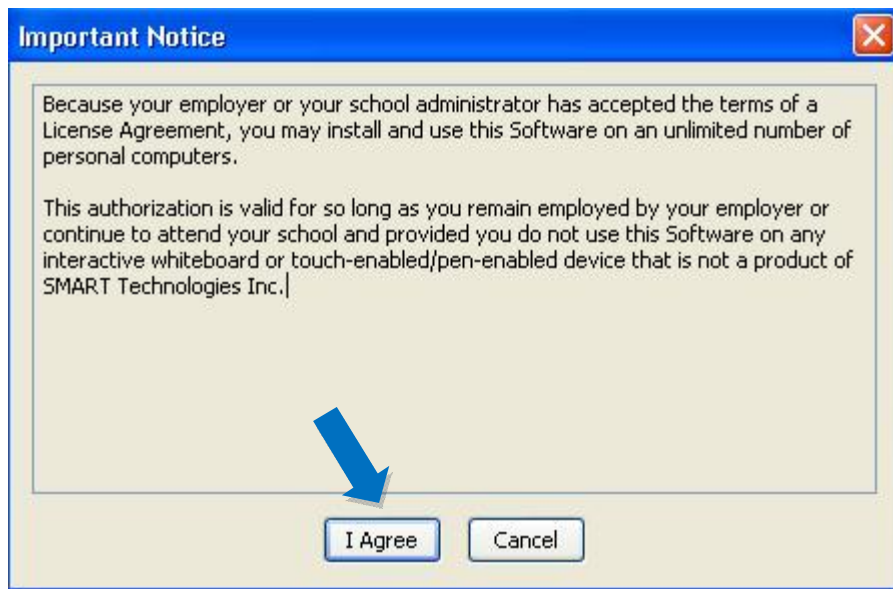 Important Notice
Because your employer or your school administrator has accepted the terms of a
License Agreement, you may install and use this Software on an unlimited number of
personal computers.
This authorization is valid for so long as you remain employed by your employer or
continue to attend your school and provided you do not use this Software on any
interactive whiteboard or touch-enabled/pen-enabled device that is not a product of
SMART Technologies Inc.
I Agree
Cancel